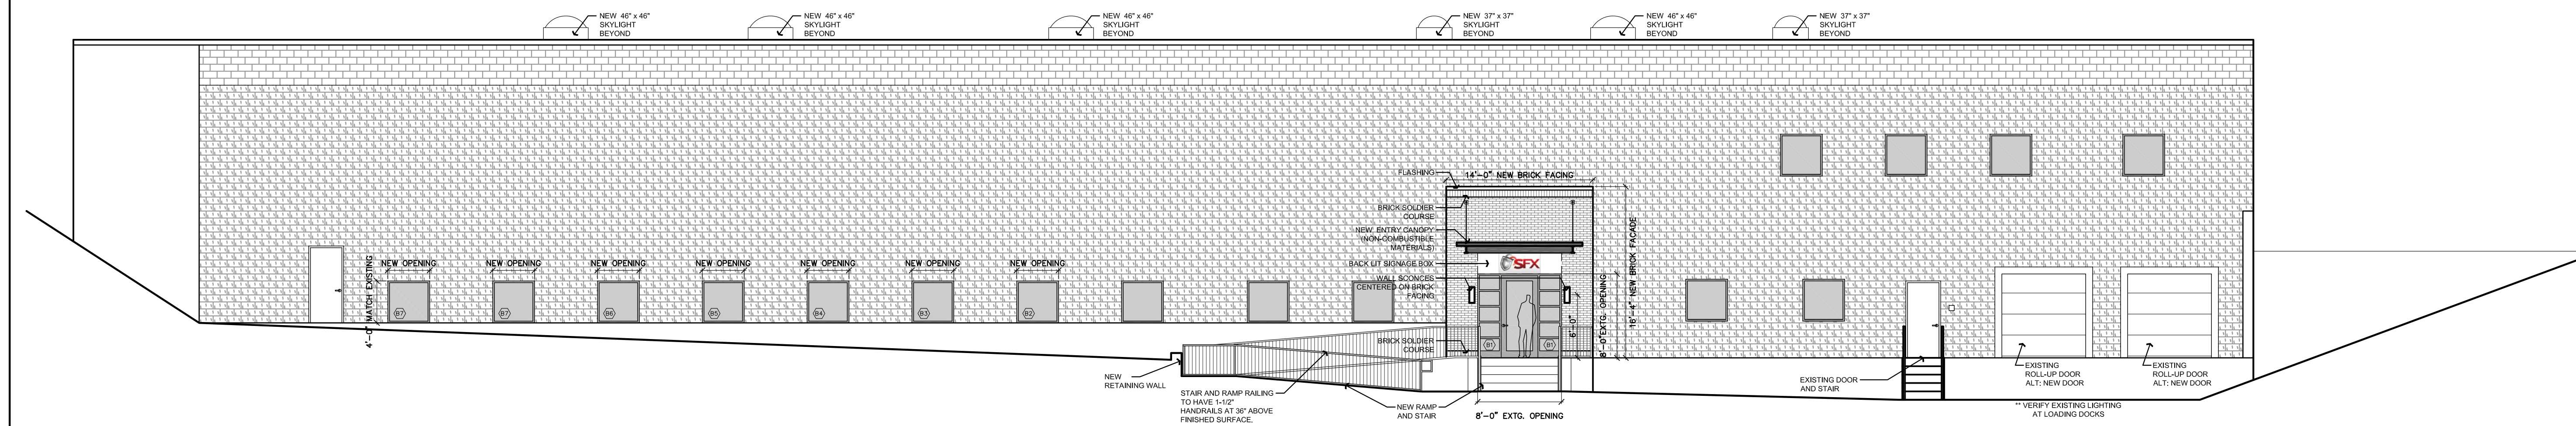 NEW 46" x 46"
SKYLIGHT
BEYOND
NEW 46" x 46"
SKYLIGHT
BEYOND
NEW 46" x 46"
SKYLIGHT
BEYOND
NEW 37" x 37"
SKYLIGHT
BEYOND
NEW 46" x 46"
SKYLIGHT
BEYOND
NEW 37" x 37"
SKYLIGHT
BEYOND
FLASHING
14'-0" NEW BRICK FACING
BRICK SOLDIER
COURSE
NEW ENTRY CANOPY
(NON-COMBUSTIBLE
MATERIALS)
BACK LIT SIGNAGE BOX
SFX
WALL SCONCES
CENTERED ON BRICK
FACING
6'-0"
8'-0" EXTG. OPENING
16'-4" NEW BRICK FACADE
4'-0" MATCH EXISTING
NEW OPENING
NEW OPENING
NEW OPENING
NEW OPENING
NEW OPENING
NEW OPENING
NEW OPENING
B7
B7
B6
B5
B4
B3
B2
BRICK SOLDIER
COURSE
B1
B1
NEW
RETAINING WALL
STAIR AND RAMP RAILING
TO HAVE 1-1/2"
HANDRAILS AT 36" ABOVE
FINISHED SURFACE.
NEW RAMP
AND STAIR
8'-0" EXTG. OPENING
EXISTING DOOR
AND STAIR
EXISTING
ROLL-UP DOOR
ALT: NEW DOOR
EXISTING
ROLL-UP DOOR
ALT: NEW DOOR
** VERIFY EXISTING LIGHTING
AT LOADING DOCKS